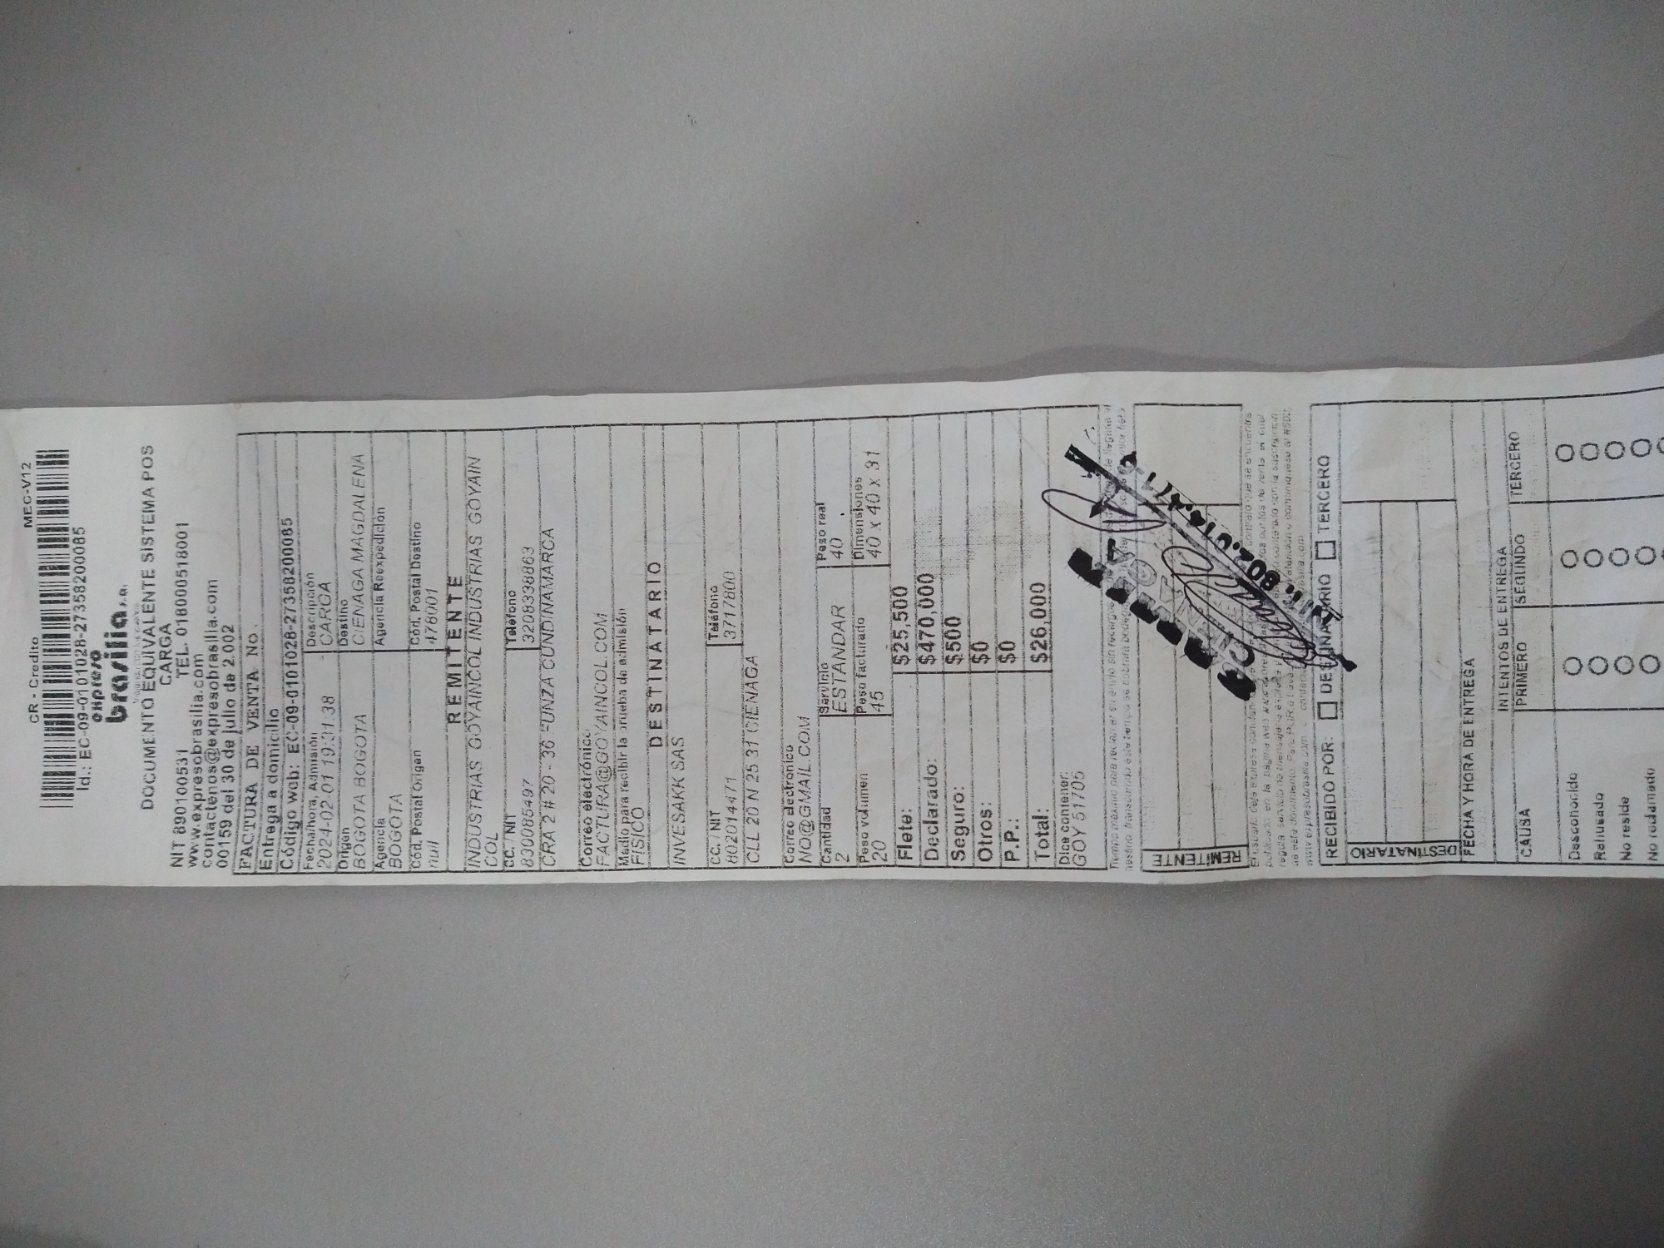 CR - Credito MEC-V12
Id.: EC-09-0101028-27358200085
expreso
brasilia s.a.
DOCUMENTO EQUIVALENTE SISTEMA POS
CARGA
NIT 890100531 TEL. 018000518001
www.expresobrasilia.com
contactenos@expresobrasilia.com
00159 del 30 de julio de 2.002
FACTURA DE VENTA No.
Entrega a domicilio
Código web: EC-09-0101028-27358200085
Fecha/hora, Admisión Descripción
2024-02-01 19:31:38 CARGA
Origen Destino
BOGOTA BOGOTA CIENAGA MAGDALENA
Agencia Agencia Reexpedición
BOGOTA
Cód. Postal Origen Cód. Postal Destino
null 478001
REMITENTE
INDUSTRIAS GOYAINCOL INDUSTRIAS GOYAIN
COL
CC. NIT Teléfono
830085497 3208338863
CRA 2 # 20 - 36 FUNZA CUNDINAMARCA
Correo electrónico
FACTURA@GOYAINCOL.COM
Medio para recibir la prueba de admisión
FISICO
DESTINATARIO
INVESAKK SAS
CC. NIT Teléfono
802014471 3717800
CLL 20 N 25 31 CIENAGA
Correo electronico
NO@GMAIL.COM
Cantidad Servicio Peso real
2 ESTANDAR 40
Peso volumen Peso facturado Dimensiones
20 45 40 x 40 x 31
Flete: $25,500
Declarado: $470,000
Seguro: $500
Otros: $0
P.P.: $0
Total: $26,000
Dice contener:
GOY 51705
REMITENTE
RECIBIDO POR: DESTINATARIO TERCERO
DESTINATARIO
FECHA Y HORA DE ENTREGA
INTENTOS DE ENTREGA
CAUSA PRIMERO SEGUNDO TERCERO
Desconocido
Rehusado
No reside
No reclamado